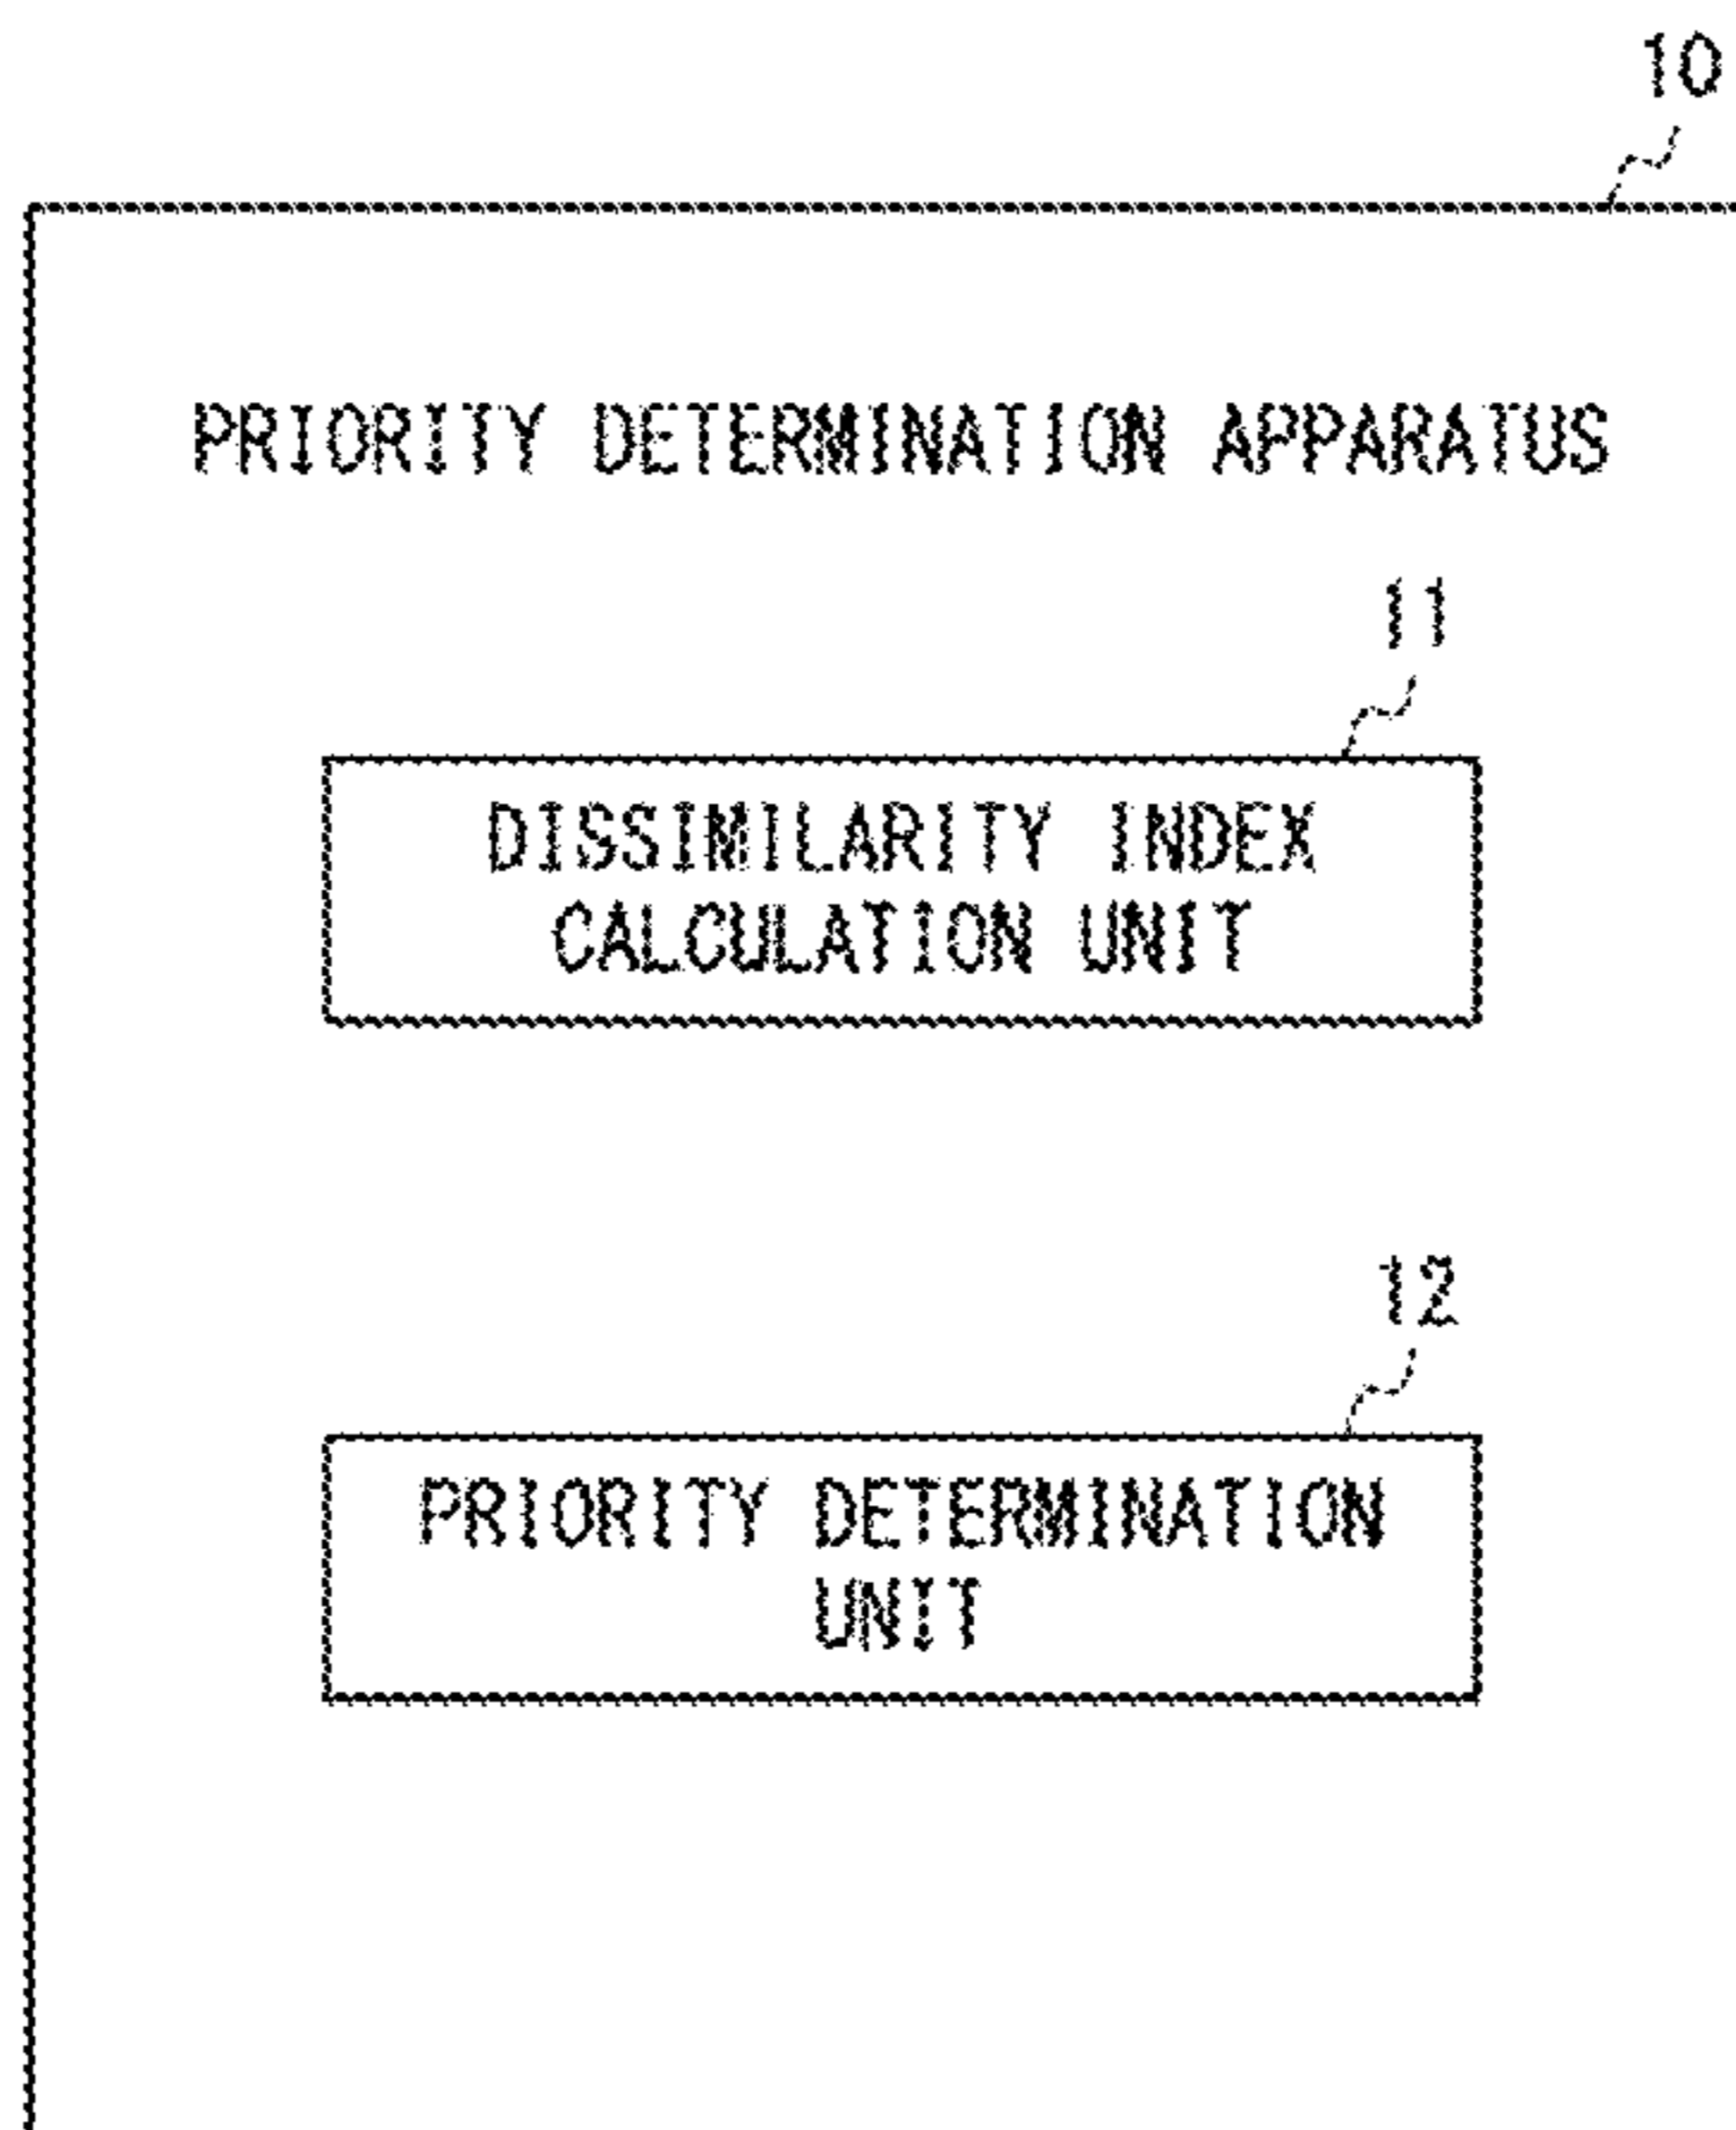 10
PRIORITY DETERMINATION APPARATUS
11
DISSIMILARITY INDEX
CALCULATION UNIT
12
PRIORITY DETERMINATION
UNIT